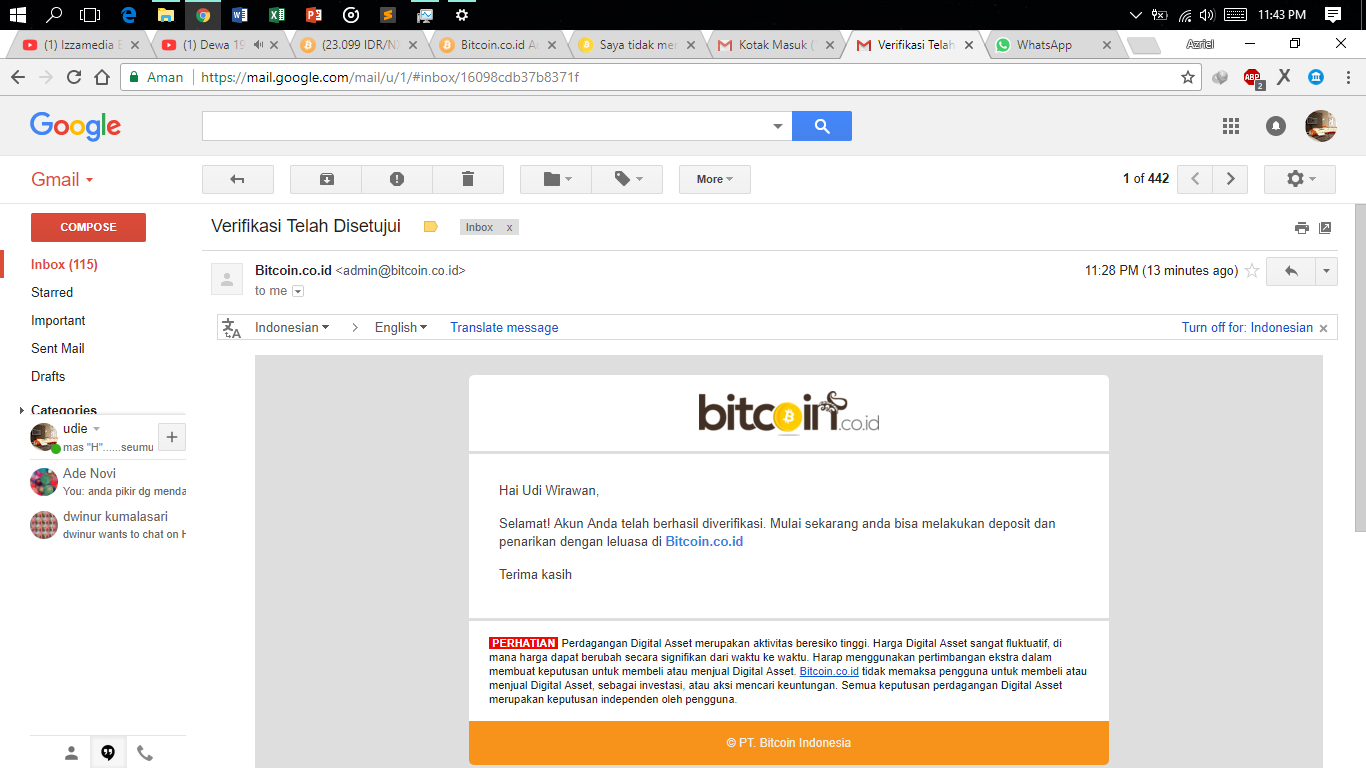 11:43 PM
(1) Izzamedia E
(1) Dewa 19
(23.099 IDR/NX
Bitcoin.co.id A
Saya tidak me
Kotak Masuk (
Verifikasi Telah
WhatsApp
Azriel
Aman
https://mail.google.com/mail/u/1/#inbox/16098cdb37b8371f
ABP
2
Google
Gmail
More
1 of 442
COMPOSE
Verifikasi Telah Disetujui
Inbox x
Inbox (115)
Starred
Important
Sent Mail
Drafts
Categories
Bitcoin.co.id <admin@bitcoin.co.id>
11:28 PM (13 minutes ago)
to me
Indonesian
English
Translate message
Turn off for: Indonesian
udie
mas "H"......seumu
Ade Novi
You: anda pikir dg menda
dwinur kumalasari
dwinur wants to chat on H
bitcoin.co.id
Hai Udi Wirawan,
Selamat! Akun Anda telah berhasil diverifikasi. Mulai sekarang anda bisa melakukan deposit dan
penarikan dengan leluasa di Bitcoin.co.id
Terima kasih
PERHATIAN Perdagangan Digital Asset merupakan aktivitas beresiko tinggi. Harga Digital Asset sangat fluktuatif, di
mana harga dapat berubah secara signifikan dari waktu ke waktu. Harap menggunakan pertimbangan ekstra dalam
membuat keputusan untuk membeli atau menjual Digital Asset. Bitcoin.co.id tidak memaksa pengguna untuk membeli atau
menjual Digital Asset, sebagai investasi, atau aksi mencari keuntungan. Semua keputusan perdagangan Digital Asset
merupakan keputusan independen oleh pengguna.
© PT. Bitcoin Indonesia